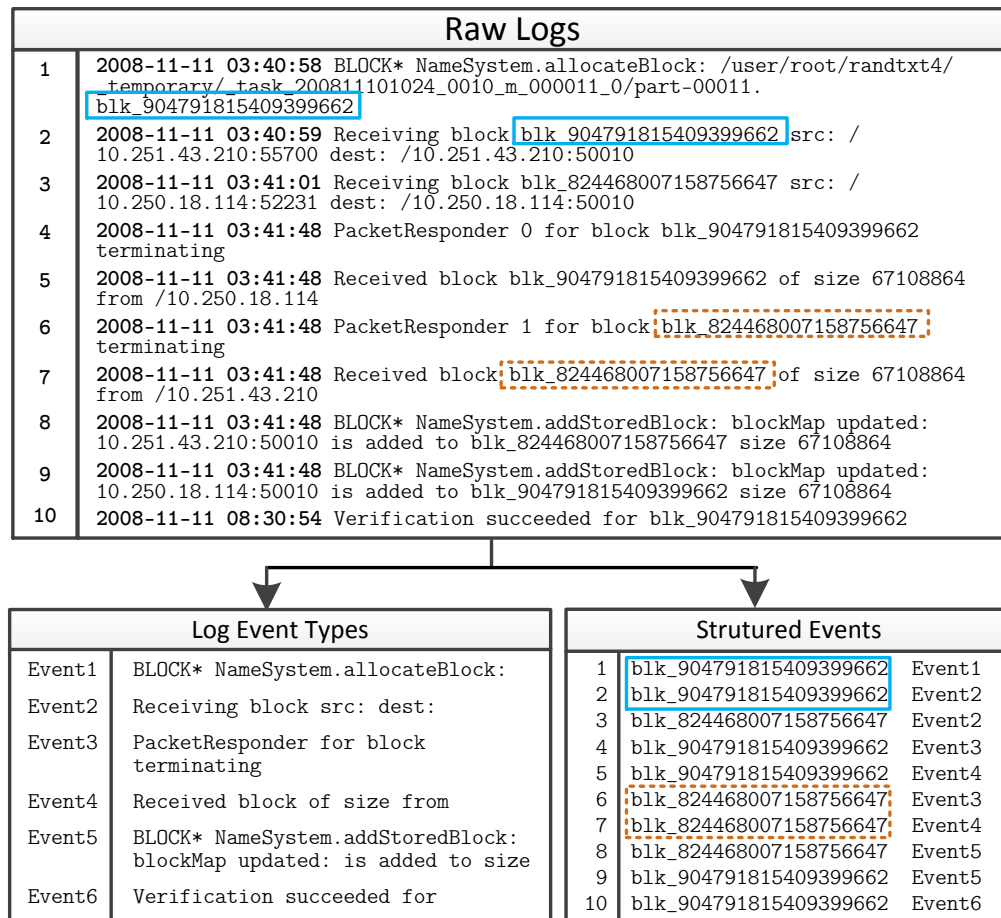 Raw Logs
1 2008-11-11 03:40:58 BLOCK* NameSystem.allocateBlock: /user/root/randtxt4/
_temporary/_task_200811101024_0010_m_000011_0/part-00011.
blk_904791815409399662
2 2008-11-11 03:40:59 Receiving block blk_904791815409399662 src: /
10.251.43.210:55700 dest: /10.251.43.210:50010
3 2008-11-11 03:41:01 Receiving block blk_824468007158756647 src: /
10.250.18.114:52231 dest: /10.250.18.114:50010
4 2008-11-11 03:41:48 PacketResponder 0 for block blk_904791815409399662
terminating
5 2008-11-11 03:41:48 Received block blk_904791815409399662 of size 67108864
from /10.250.18.114
6 2008-11-11 03:41:48 PacketResponder 1 for block blk_824468007158756647
terminating
7 2008-11-11 03:41:48 Received block blk_824468007158756647 of size 67108864
from /10.251.43.210
8 2008-11-11 03:41:48 BLOCK* NameSystem.addStoredBlock: blockMap updated:
10.251.43.210:50010 is added to blk_824468007158756647 size 67108864
9 2008-11-11 03:41:48 BLOCK* NameSystem.addStoredBlock: blockMap updated:
10.250.18.114:50010 is added to blk_904791815409399662 size 67108864
10 2008-11-11 08:30:54 Verification succeeded for blk_904791815409399662
Log Event Types
Event1 BLOCK* NameSystem.allocateBlock:
Event2 Receiving block src: dest:
Event3 PacketResponder for block
terminating
Event4 Received block of size from
Event5 BLOCK* NameSystem.addStoredBlock:
blockMap updated: is added to size
Event6 Verification succeeded for
Strutured Events
1 blk_904791815409399662 Event1
2 blk_904791815409399662 Event2
3 blk_824468007158756647 Event2
4 blk_904791815409399662 Event3
5 blk_904791815409399662 Event4
6 blk_824468007158756647 Event3
7 blk_824468007158756647 Event4
8 blk_824468007158756647 Event5
9 blk_904791815409399662 Event5
10 blk_904791815409399662 Event6